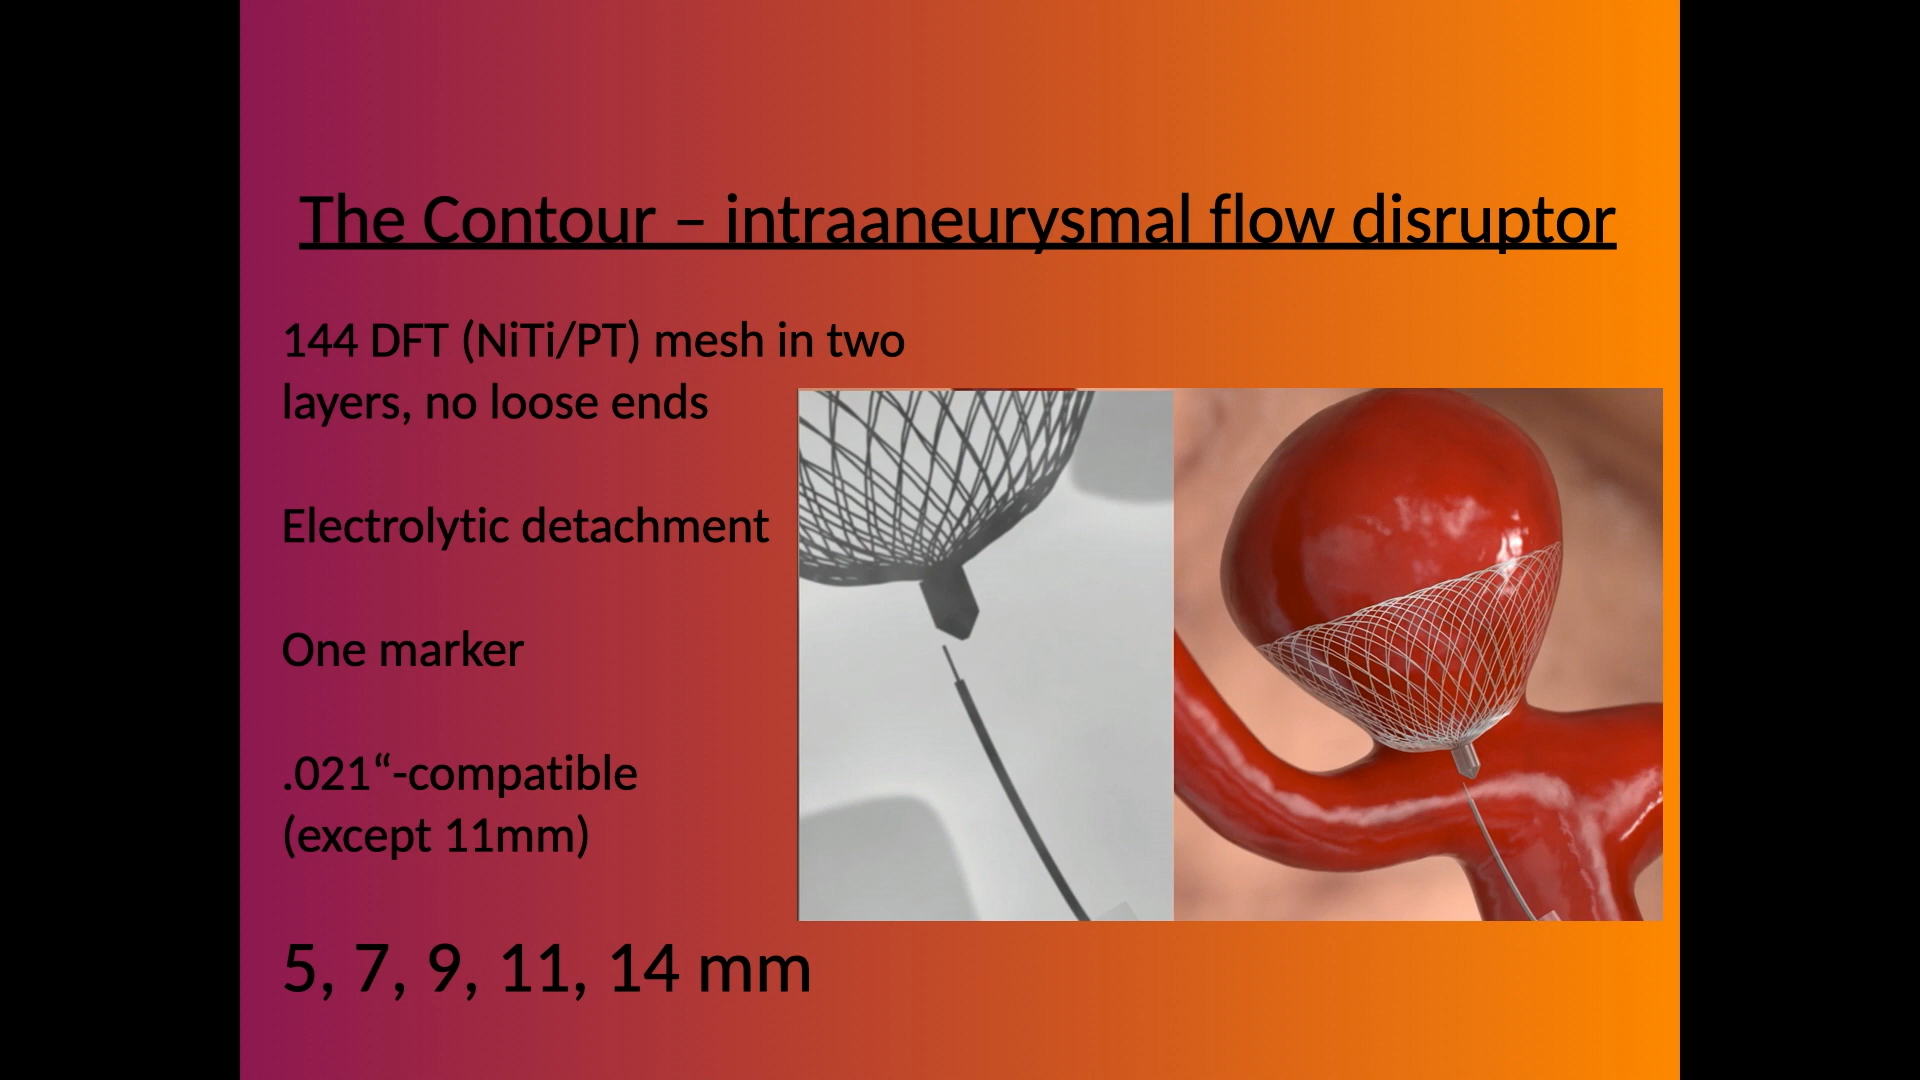 The Contour – intraaneurysmal flow disruptor
144 DFT (NiTi/PT) mesh in two
layers, no loose ends
Electrolytic detachment
One marker
.021“-compatible
(except 11mm)
5, 7, 9, 11, 14 mm